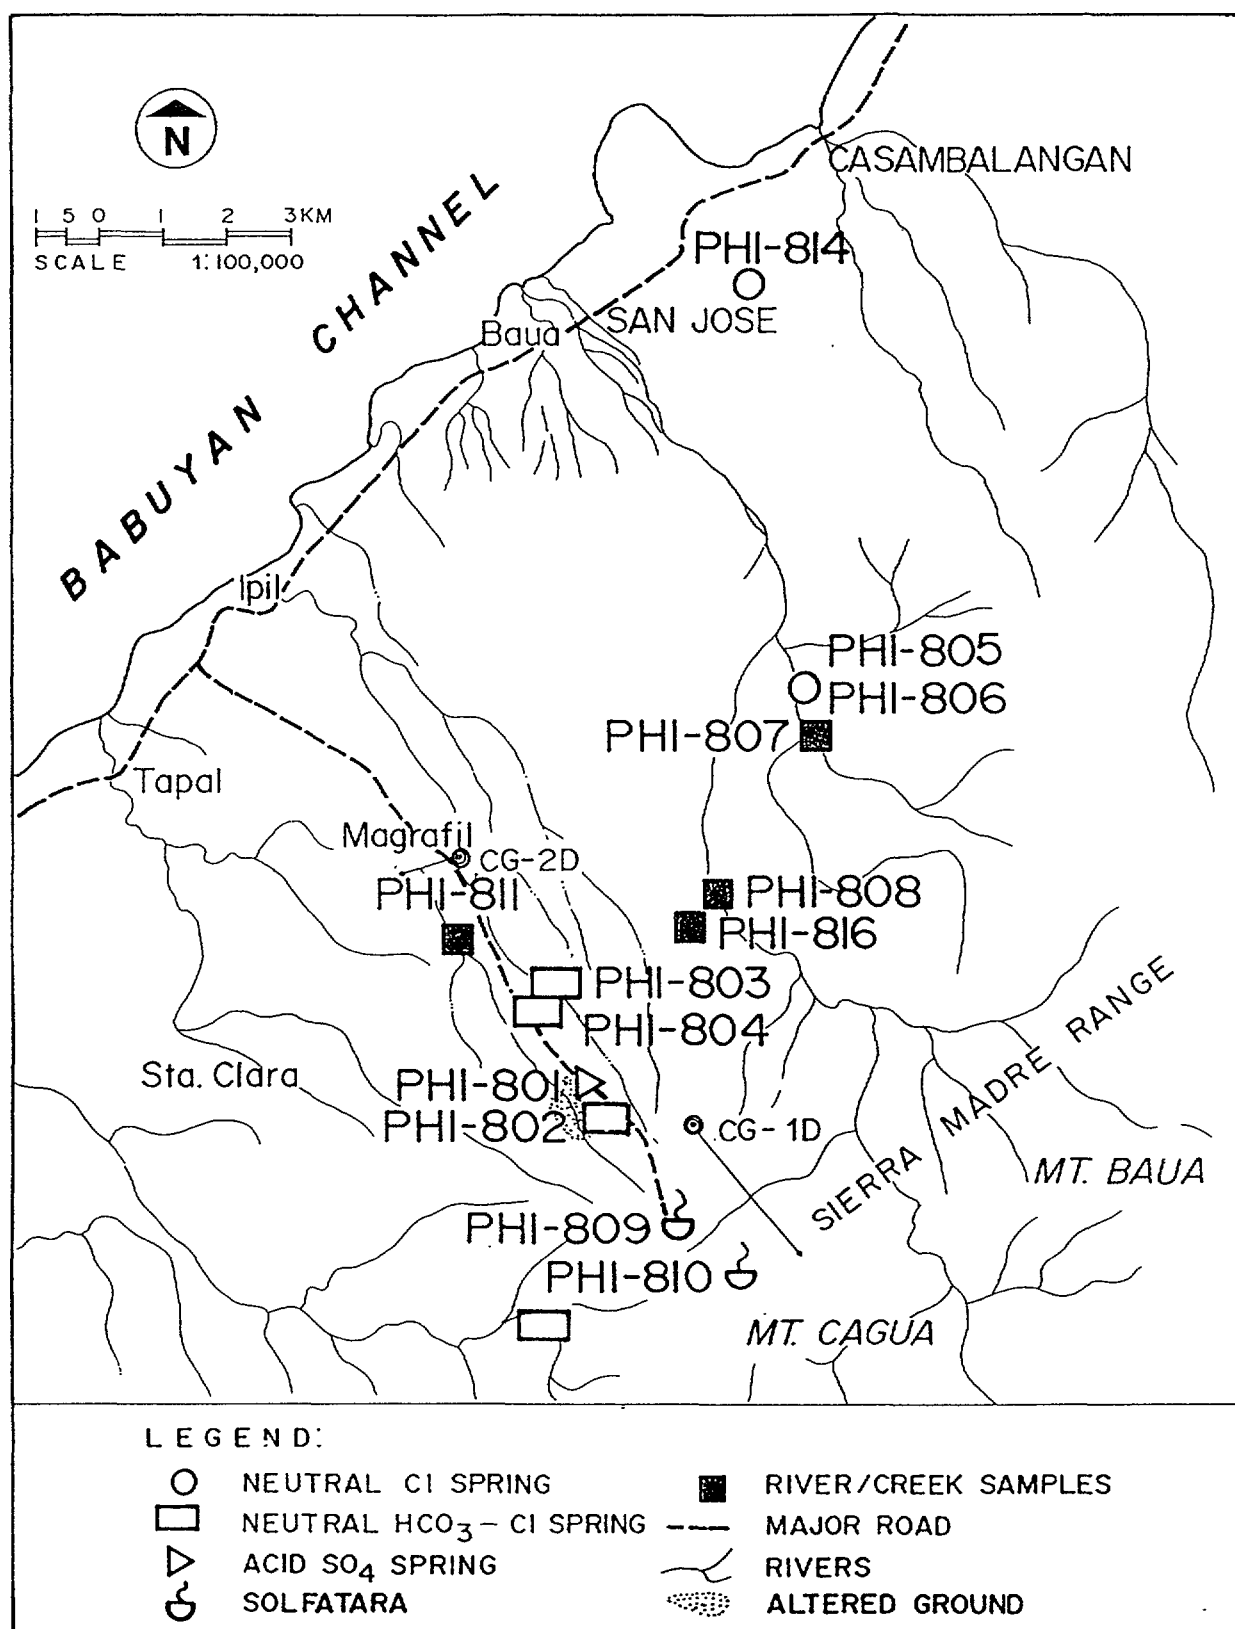 N
1 5 0 1 2 3 KM
SCALE 1:100,000
BABUYAN CHANNEL
CASAMBALANGAN
PHI-814
SAN JOSE
Baua
Ipil
PHI-805
PHI-806
PHI-807
Tapal
Magrafil
CG-2D
PHI-811
PHI-808
PHI-816
PHI-803
PHI-804
Sta. Clara
PHI-801
PHI-802
CG-1D
SIERRA MADRE RANGE
MT. BAUA
PHI-809
PHI-810
MT. CAGUA
LEGEND:
NEUTRAL Cl SPRING
NEUTRAL HCO3-Cl SPRING
ACID SO4 SPRING
SOLFATARA
RIVER/CREEK SAMPLES
MAJOR ROAD
RIVERS
ALTERED GROUND